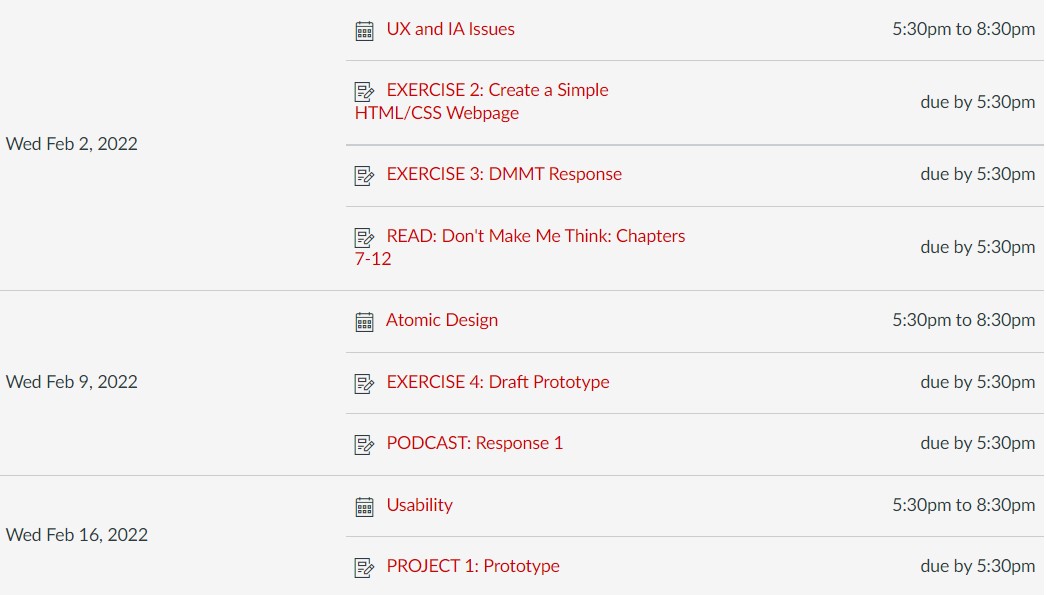 UX and IA Issues 5:30pm to 8:30pm
EXERCISE 2: Create a Simple
HTML/CSS Webpage
due by 5:30pm
Wed Feb 2, 2022
EXERCISE 3: DMMT Response due by 5:30pm
READ: Don't Make Me Think: Chapters
7-12
due by 5:30pm
Atomic Design 5:30pm to 8:30pm
Wed Feb 9, 2022 EXERCISE 4: Draft Prototype due by 5:30pm
PODCAST: Response 1 due by 5:30pm
Usability 5:30pm to 8:30pm
Wed Feb 16, 2022
PROJECT 1: Prototype due by 5:30pm